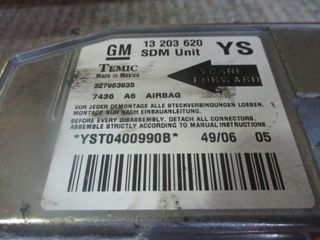 GM 13 203 620 YS
TEMIC SDM Unit
Made in Mexico
327963935
FORWARD
7436 A6 AIRBAG
VOR JEDER DEMONTAGE ALLE STECKVERBINDUNGEN LOESEN.
MONTAGE NUR NACH EINBAUANLEITUNG
BEFORE EVERY DISASSEMBLY, DETACH ALL CONNECTORS.
ASSEMBLE STRICTLY ACCORDING TO MANUAL INSTRUCTIONS.
*YST0400990B* 49/06 05